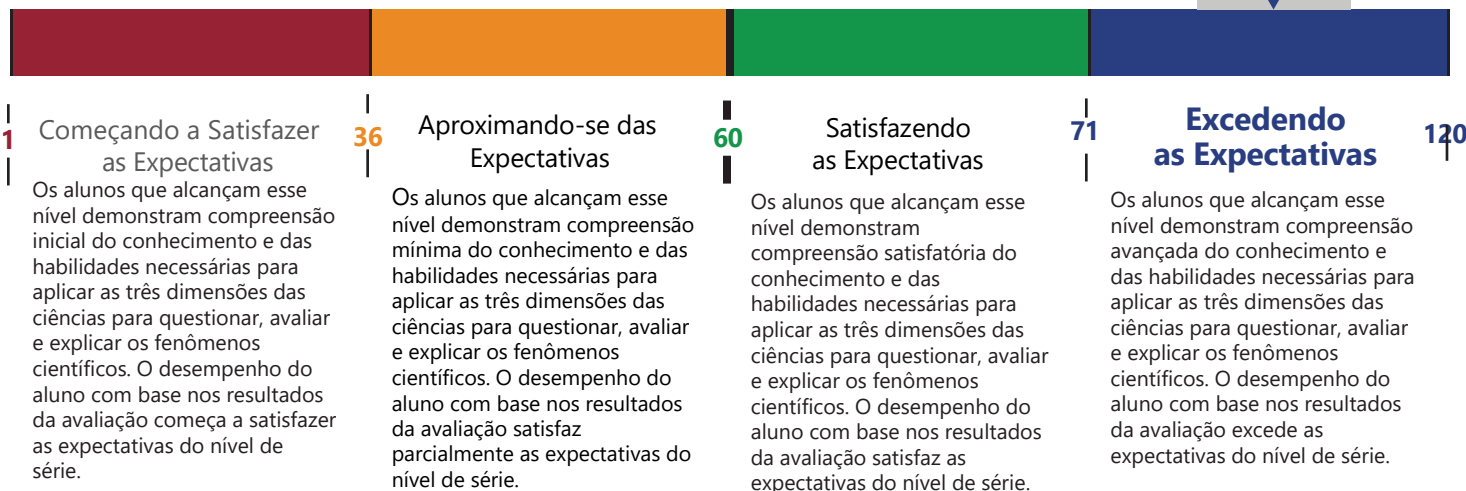 1
Começando a Satisfazer
as Expectativas
Os alunos que alcançam esse
nível demonstram compreensão
inicial do conhecimento e das
habilidades necessárias para
aplicar as três dimensões das
ciências para questionar, avaliar
e explicar os fenômenos
científicos. O desempenho do
aluno com base nos resultados
da avaliação começa a satisfazer
as expectativas do nível de
série.
36
Aproximando-se das
Expectativas
Os alunos que alcançam esse
nível demonstram compreensão
mínima do conhecimento e das
habilidades necessárias para
aplicar as três dimensões das
ciências para questionar, avaliar
e explicar os fenômenos
científicos. O desempenho do
aluno com base nos resultados
da avaliação satisfaz
parcialmente as expectativas do
nível de série.
60
Satisfazendo
as Expectativas
Os alunos que alcançam esse
nível demonstram
compreensão satisfatória do
conhecimento e das
habilidades necessárias para
aplicar as três dimensões das
ciências para questionar, avaliar
e explicar os fenômenos
científicos. O desempenho do
aluno com base nos resultados
da avaliação satisfaz as
expectativas do nível de série.
71
Excedendo
as Expectativas
Os alunos que alcançam esse
nível demonstram compreensão
avançada do conhecimento e
das habilidades necessárias para
aplicar as três dimensões das
ciências para questionar, avaliar
e explicar os fenômenos
científicos. O desempenho do
aluno com base nos resultados
da avaliação excede as
expectativas do nível de série.
120